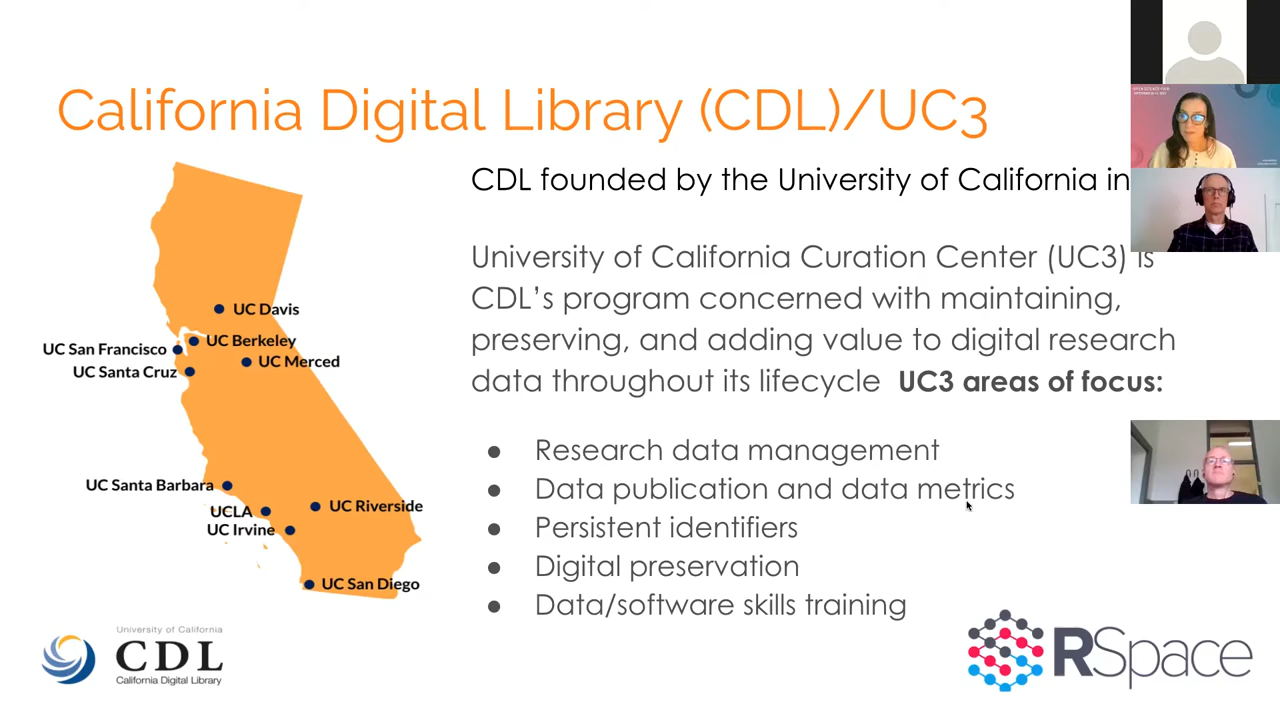 California Digital Library (CDL)/UC3
CDL founded by the University of California in
University of California Curation Center (UC3) is
CDL’s program concerned with maintaining,
preserving, and adding value to digital research
data throughout its lifecycle UC3 areas of focus:
● Research data management
● Data publication and data metrics
● Persistent identifiers
● Digital preservation
● Data/software skills training
UC Davis
UC Berkeley
UC San Francisco
UC Merced
UC Santa Cruz
UC Santa Barbara
UC Riverside
UCLA
UC Irvine
UC San Diego
University of California
CDL
California Digital Library
RSpace